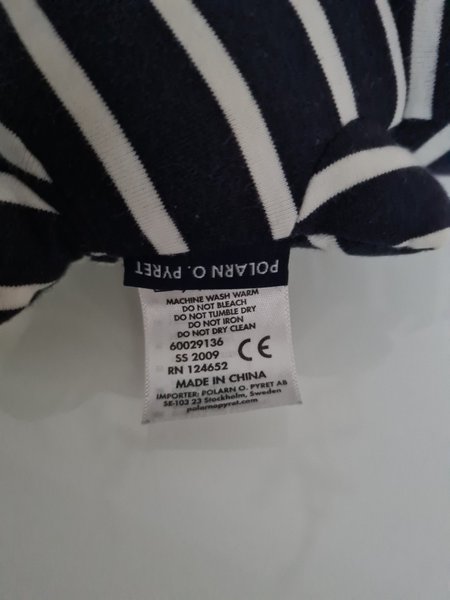 POLARN O. PYRET
MACHINE WASH WARM
DO NOT BLEACH
DO NOT TUMBLE DRY
DO NOT IRON
DO NOT DRY CLEAN
60029136
SS 2009 CE
RN 124652
MADE IN CHINA
IMPORTER: POLARN O. PYRET AB
SE-103 23 Stockholm, Sweden
polarnopyret.com